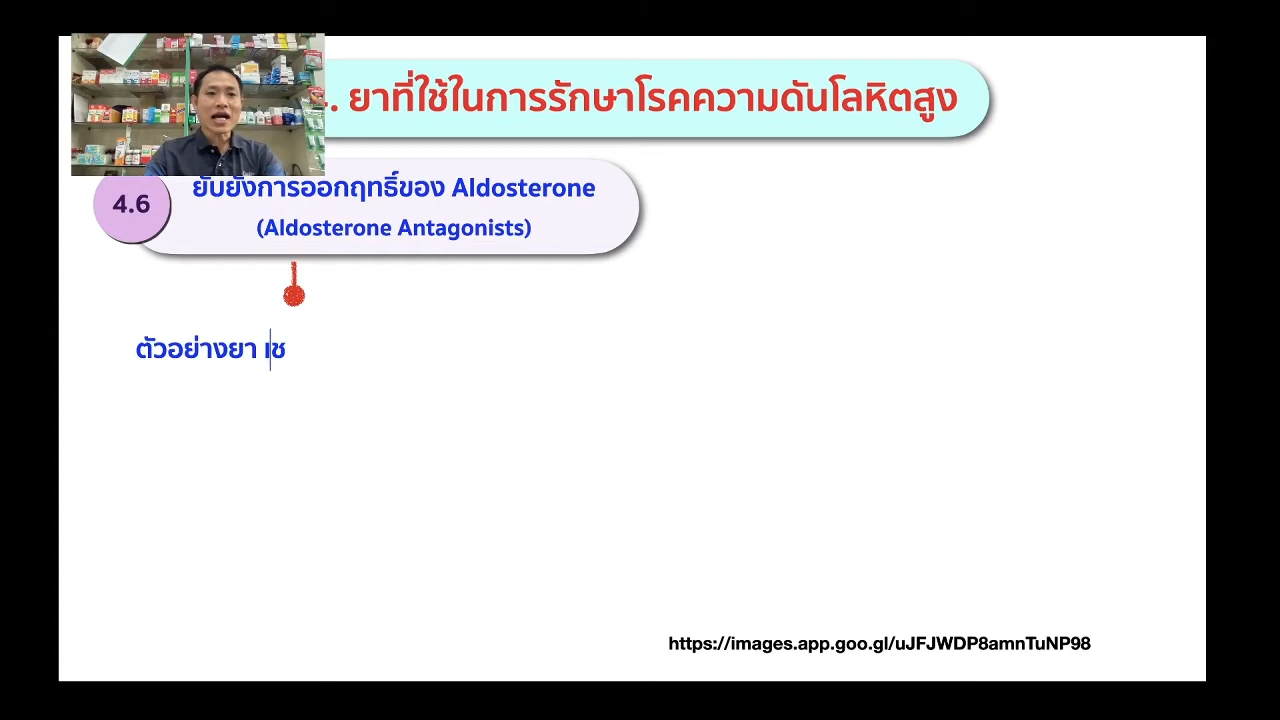 . ยาที่ใช้ในการรักษาโรคความดันโลหิตสูง
4.6
ยับยั้งการออกฤทธิ์ของ Aldosterone
(Aldosterone Antagonists)
ตัวอย่างยา เช
https://images.app.goo.gl/uJFJWDP8amnTuNP98